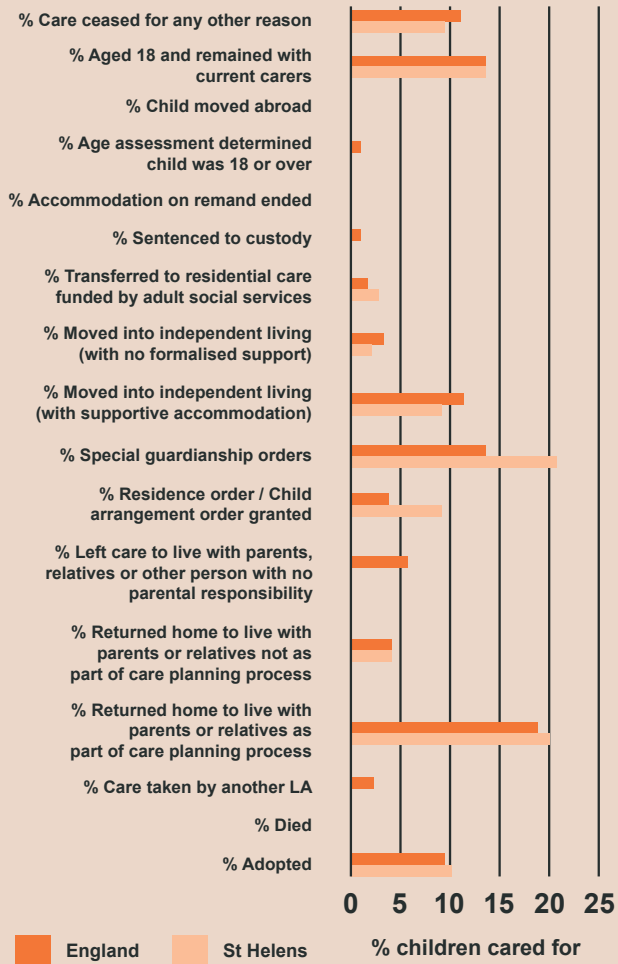 % Care ceased for any other reason
% Aged 18 and remained with
current carers
% Child moved abroad
% Age assessment determined
child was 18 or over
% Accommodation on remand ended
% Sentenced to custody
% Transferred to residential care
funded by adult social services
% Moved into independent living
(with no formalised support)
% Moved into independent living
(with supportive accommodation)
% Special guardianship orders
% Residence order / Child
arrangement order granted
% Left care to live with parents,
relatives or other person with no
parental responsibility
% Returned home to live with
parents or relatives not as
part of care planning process
% Returned home to live with
parents or relatives as
part of care planning process
% Care taken by another LA
% Died
% Adopted
0 5 10 15 20 25
% children cared for
England St Helens